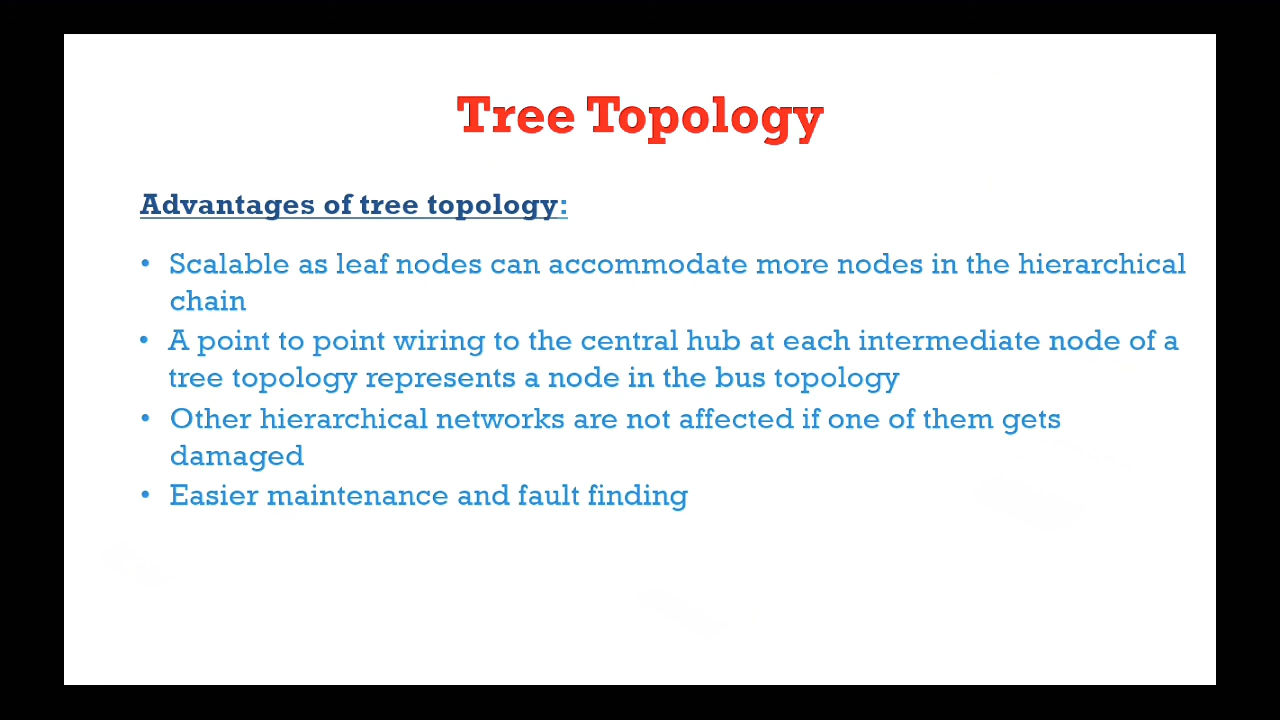 Tree Topology
Advantages of tree topology:
• Scalable as leaf nodes can accommodate more nodes in the hierarchical
chain
• A point to point wiring to the central hub at each intermediate node of a
tree topology represents a node in the bus topology
• Other hierarchical networks are not affected if one of them gets
damaged
• Easier maintenance and fault finding